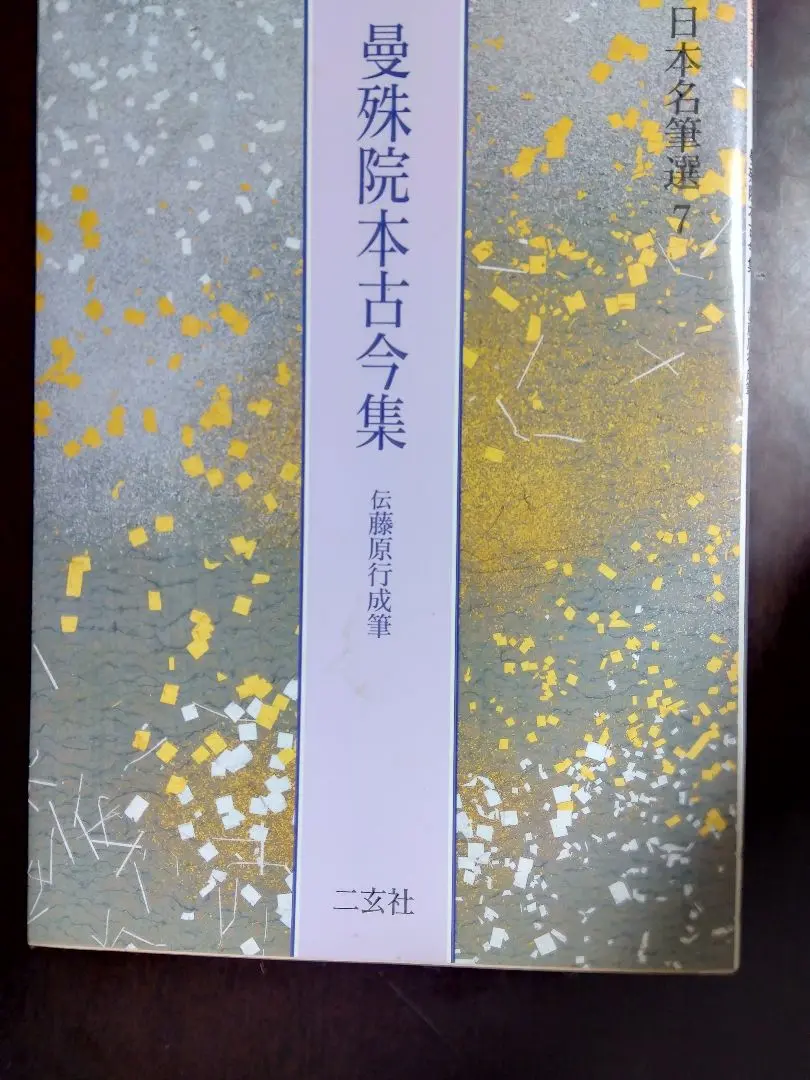 日本名筆選 7
曼殊院本古今集
伝藤原行成筆
二玄社